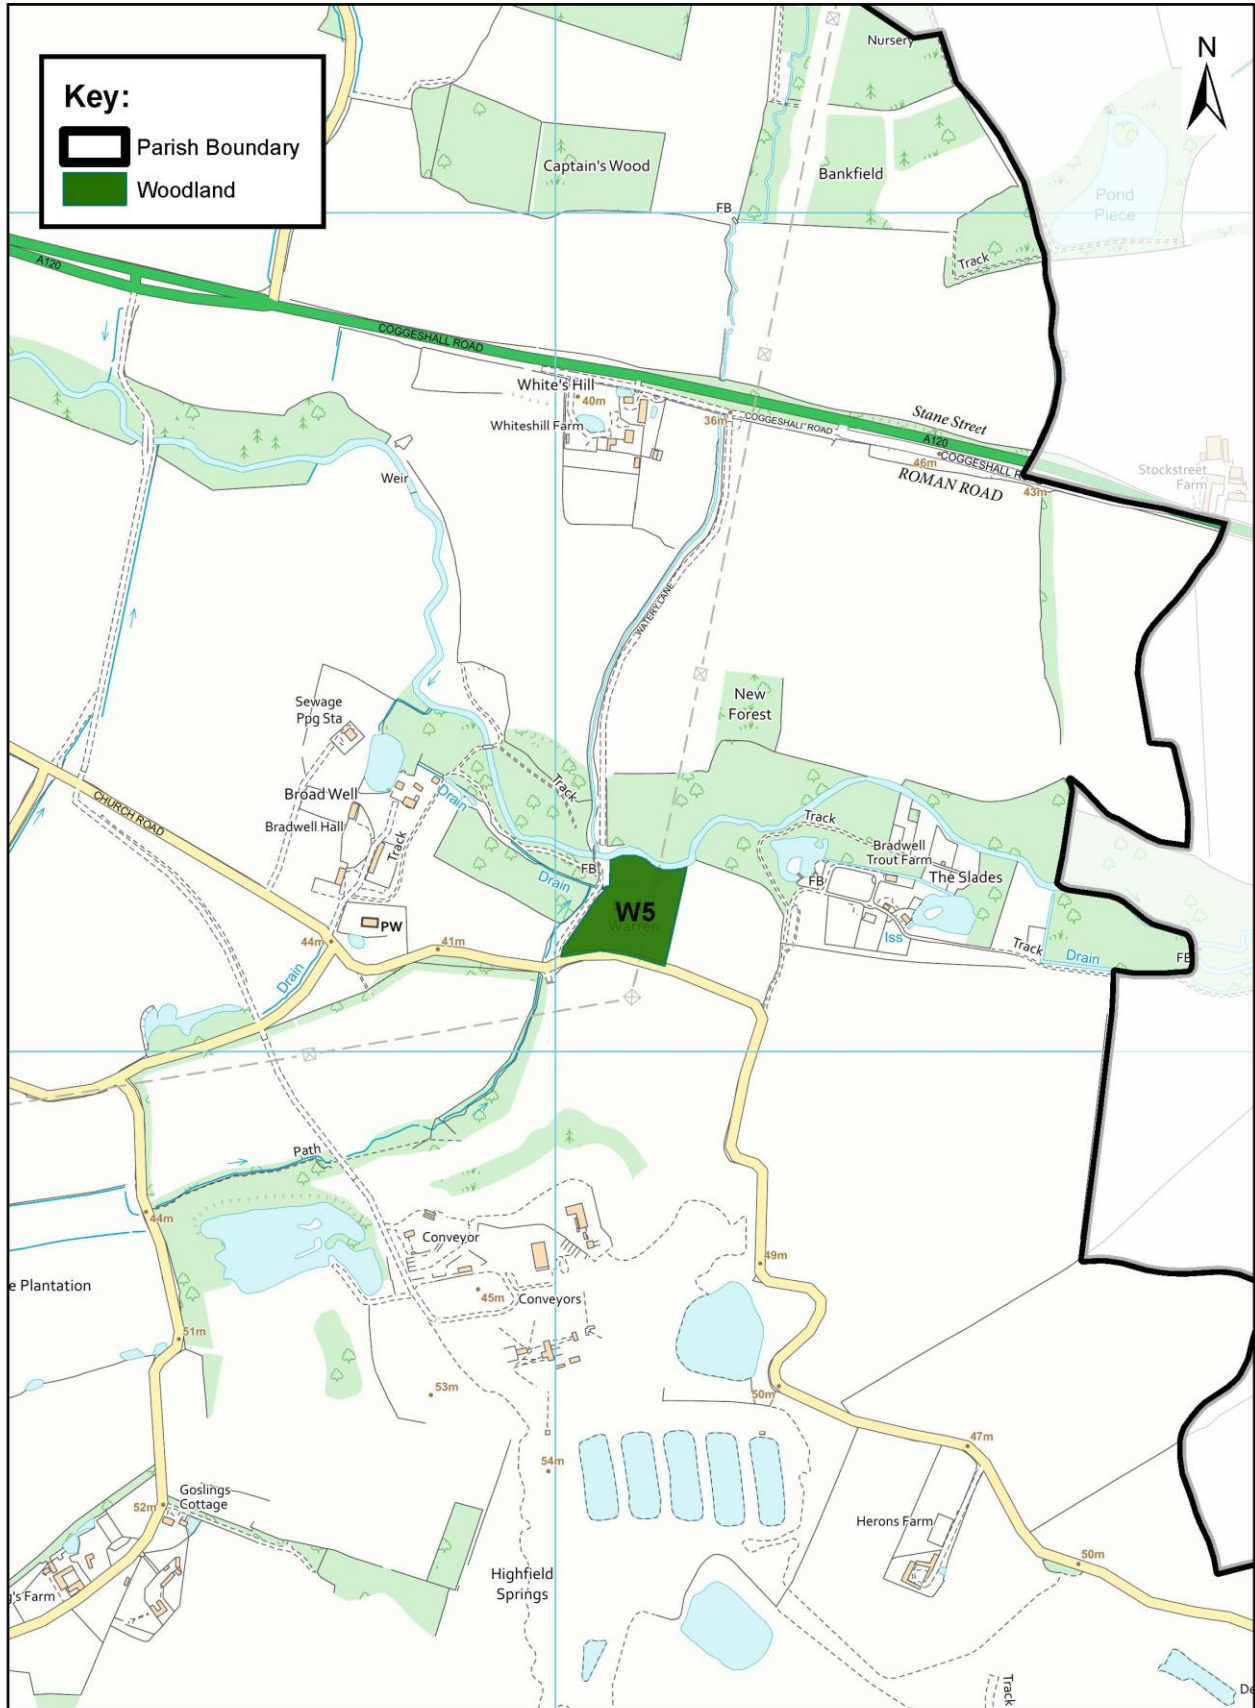 Nursery
N
Key:
Parish Boundary
Woodland
Captain's Wood
Bankfield
Pond
Piece
FB
Track
A120
COGGESHALL ROAD
White's Hill
40m
Whiteshill Farm
36m
COGGESHALL ROAD
Stane Street
A120
46m
COGGESHALL
ROMAN ROAD
43m
Stockstreet
Farm
Weir
WATERY LANE
New
Forest
Sewage
Ppg Sta
Track
Broad Well
Drain
CHURCH ROAD
Bradwell Hall
Track
Track
Bradwell
Trout Farm
FB
Drain
FB
The Slades
W5
Warren
PW
44m
41m
Iss
Track
Drain
FB
Drain
Path
44m
Conveyor
49m
e Plantation
45m
Conveyors
51m
53m
50m
47m
54m
Goslings
Cottage
52m
Herons Farm
50m
Highfield
Springs
g's Farm
Track
De